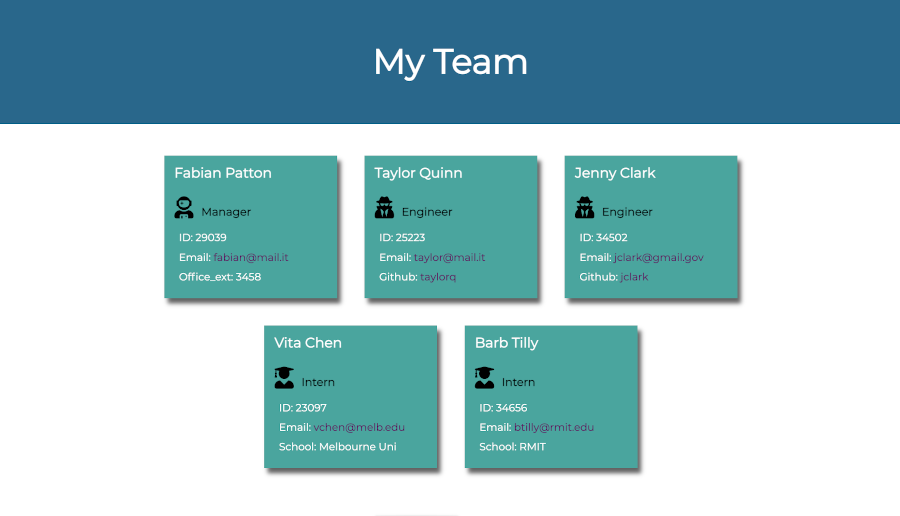 My Team
Fabian Patton
Manager
ID: 29039
Email: fabian@mail.it
Office_ext: 3458
Taylor Quinn
Engineer
ID: 25223
Email: taylor@mail.it
Github: taylorq
Jenny Clark
Engineer
ID: 34502
Email: jclark@gmail.gov
Github: jclark
Vita Chen
Intern
ID: 23097
Email: vchen@melb.edu
School: Melbourne Uni
Barb Tilly
Intern
ID: 34656
Email: btilly@rmit.edu
School: RMIT